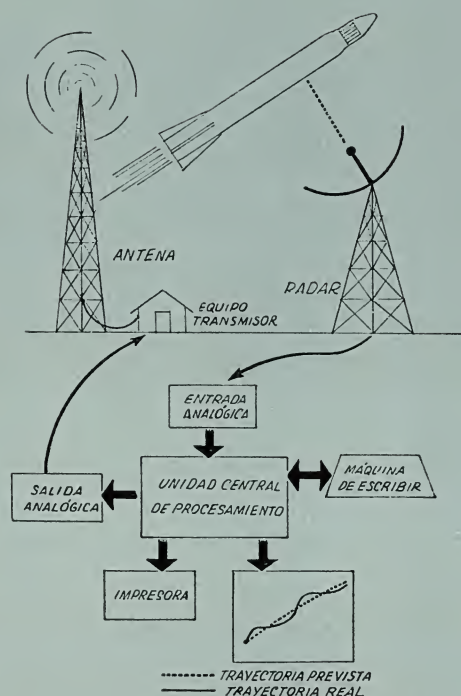 ANTENA
EQUIPO
TRANSMISOR
RADAR
ENTRADA
ANALÓGICA
SALIDA
ANALÓGICA
UNIDAD CENTRAL
DE PROCESAMIENTO
MÁQUINA
DE ESCRIBIR
IMPRESORA
TRAYECTORIA PREVISTA
TRAYECTORIA REAL